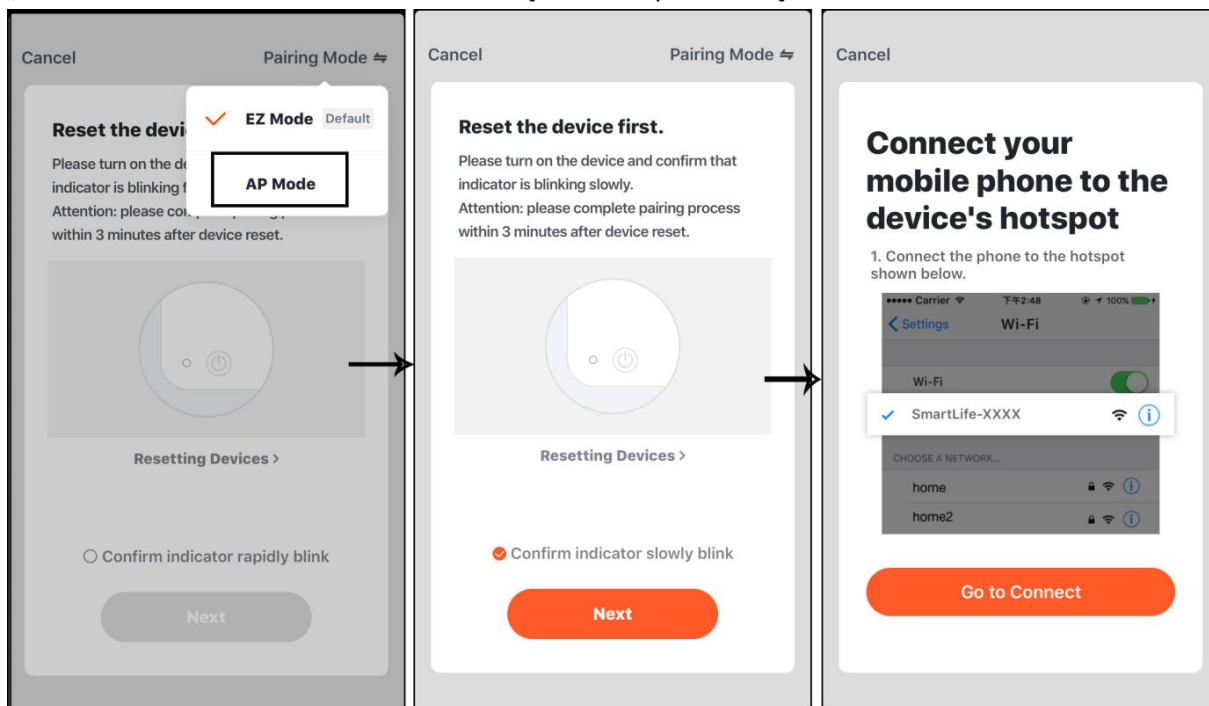 Cancel
Pairing Mode ⇋
EZ Mode Default
AP Mode
Reset the devi
Please turn on the de
indicator is blinking f
Attention: please com
within 3 minutes after device reset.
Resetting Devices >
Confirm indicator rapidly blink
Next
Cancel
Pairing Mode ⇋
Reset the device first.
Please turn on the device and confirm that
indicator is blinking slowly.
Attention: please complete pairing process
within 3 minutes after device reset.
Resetting Devices >
Confirm indicator slowly blink
Next
Cancel
Connect your
mobile phone to the
device's hotspot
1. Connect the phone to the hotspot
shown below.
Carrier 下午2:48 100%
Settings Wi-Fi
Wi-Fi
SmartLife-XXXX
CHOOSE A NETWORK...
home
home2
Go to Connect